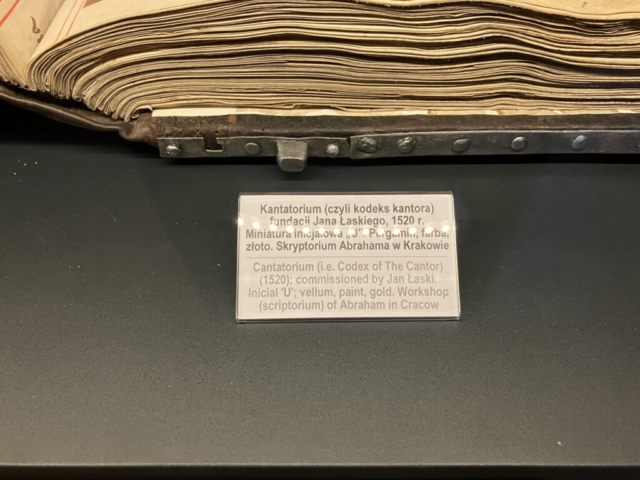 Kantatorium (czyli kodeks kantora)
fundacji Jana Łaskiego, 1520 r.
Miniatura inicjałowa „U”. Pergamin, farba,
złoto. Skryptorium Abrahama w Krakowie
Cantatorium (i.e. Codex of The Cantor)
(1520); commissioned by Jan Łaski.
Inicial 'U'; vellum, paint, gold. Workshop
(scriptorium) of Abraham in Cracow